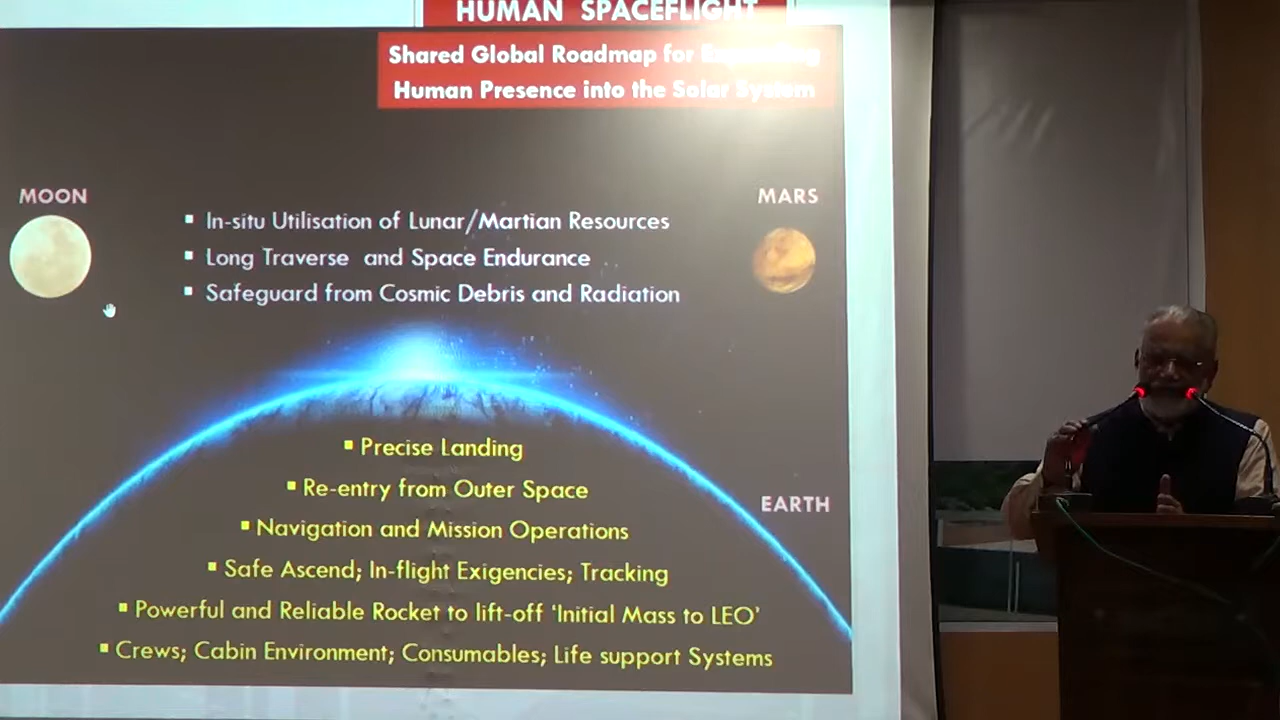 HUMAN SPACEFLIGHT
Shared Global Roadmap for
Human Presence into the Solar System
MOON
MARS
▪ In-situ Utilisation of Lunar/Martian Resources
▪ Long Traverse and Space Endurance
▪ Safeguard from Cosmic Debris and Radiation
▪ Precise Landing
▪ Re-entry from Outer Space
EARTH
▪ Navigation and Mission Operations
▪ Safe Ascend; In-flight Exigencies; Tracking
▪ Powerful and Reliable Rocket to lift-off ‘Initial Mass to LEO’
▪ Crews; Cabin Environment; Consumables; Life support Systems